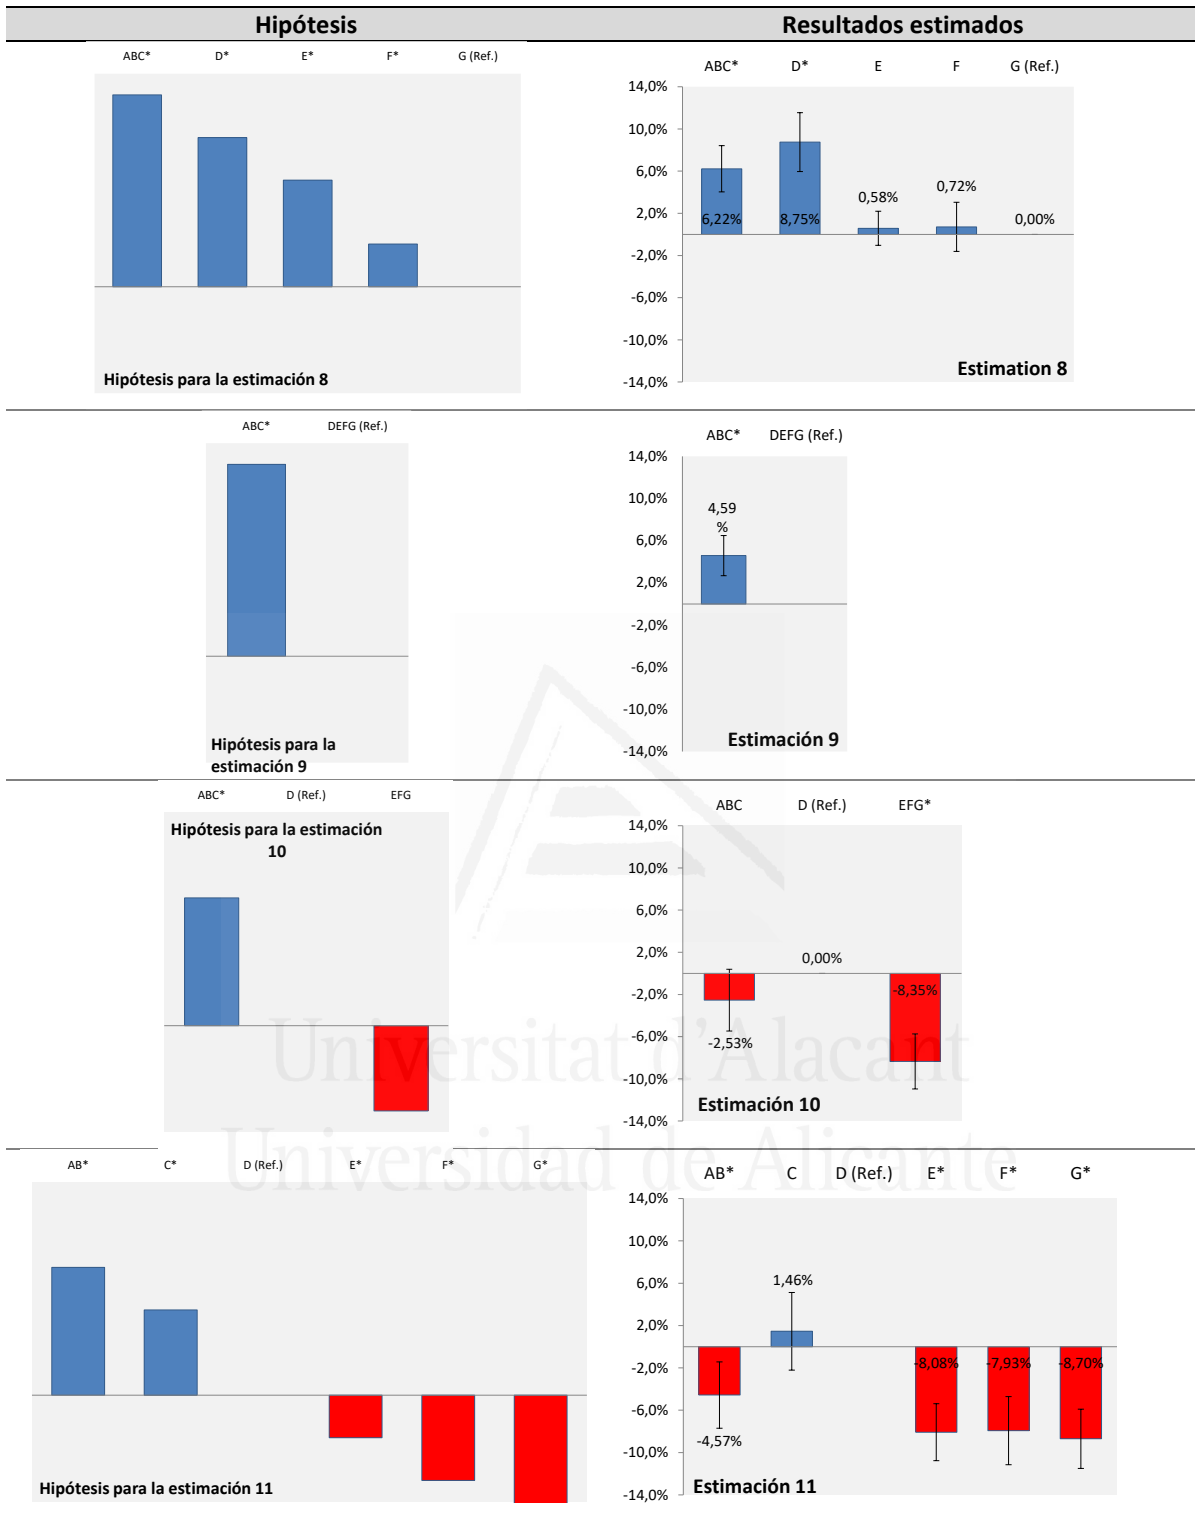 Hipótesis
Resultados estimados
ABC* D* E* F* G (Ref.)
Hipótesis para la estimación 8
ABC* D* E F G (Ref.)
14,0%
10,0%
6,0%
2,0%
-2,0%
-6,0%
-10,0%
-14,0%
6,22% 8,75% 0,58% 0,72% 0,00%
Estimation 8
ABC* DEFG (Ref.)
Hipótesis para la
estimación 9
ABC* DEFG (Ref.)
14,0%
10,0%
6,0%
2,0%
-2,0%
-6,0%
-10,0%
-14,0%
4,59
%
Estimación 9
ABC* D (Ref.) EFG
Hipótesis para la estimación
10
ABC D (Ref.) EFG*
14,0%
10,0%
6,0%
2,0%
-2,0%
-6,0%
-10,0%
-14,0%
-2,53% 0,00% -8,35%
Estimación 10
Universitat d'Alacant
Universidad de Alicante
AB* C* D (Ref.) E* F* G*
Hipótesis para la estimación 11
AB* C D (Ref.) E* F* G*
14,0%
10,0%
6,0%
2,0%
-2,0%
-6,0%
-10,0%
-14,0%
-4,57% 1,46% -8,08% -7,93% -8,70%
Estimación 11